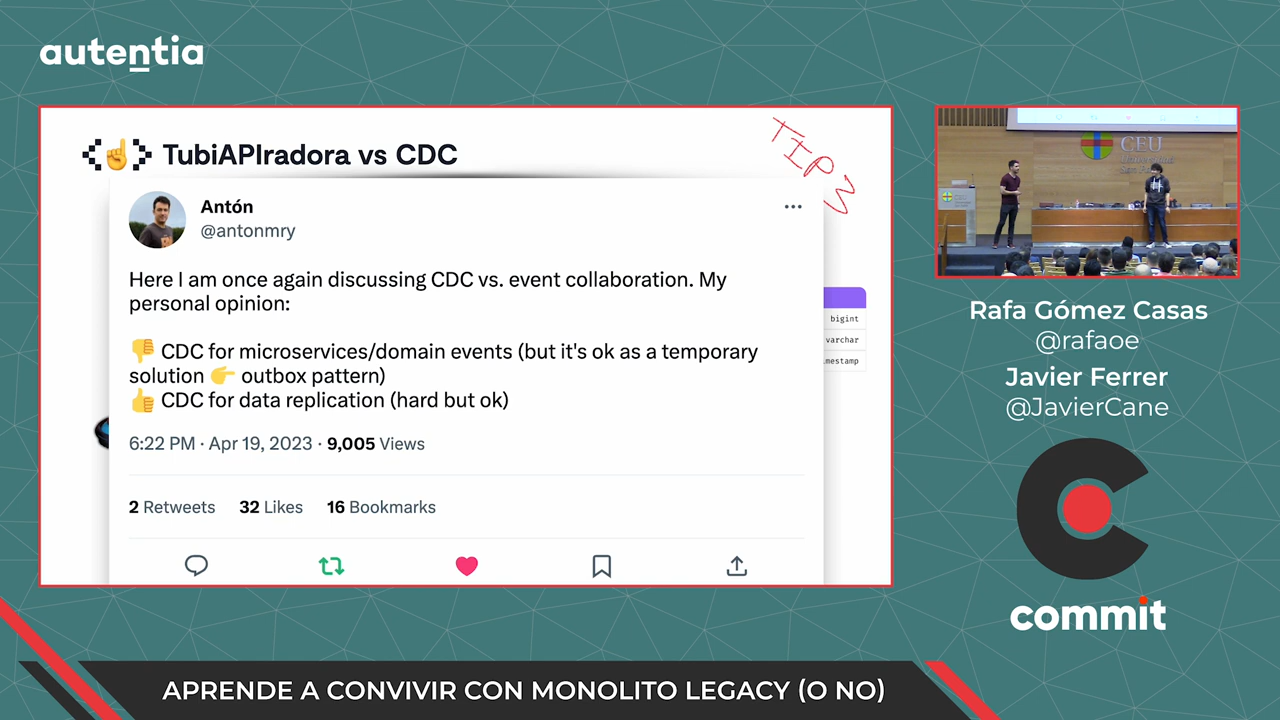 autentia
TubiAPIradora vs CDC
TIP 3
Antón
@antonmry
Here I am once again discussing CDC vs. event collaboration. My
personal opinion:
👎 CDC for microservices/domain events (but it's ok as a temporary
solution 👉 outbox pattern)
👍 CDC for data replication (hard but ok)
6:22 PM · Apr 19, 2023 · 9,005 Views
2 Retweets 32 Likes 16 Bookmarks
bigint
varchar
mestamp
CEU
Rafa Gómez Casas
@rafaoe
Javier Ferrer
@JavierCane
commit
APRENDE A CONVIVIR CON MONOLITO LEGACY (O NO)